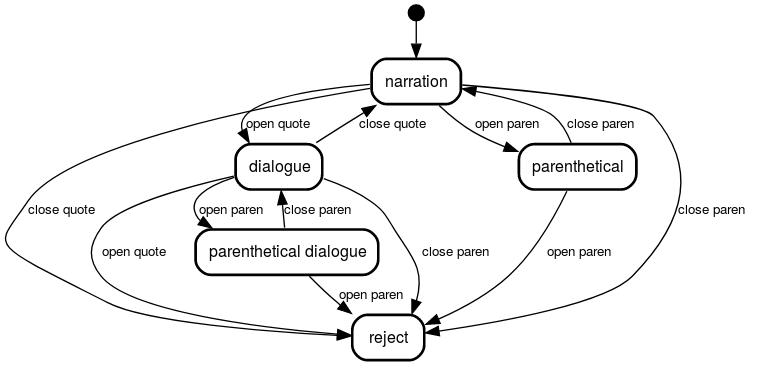 narration
open quote
close quote
open paren
close paren
dialogue
parenthetical
close quote
open paren
close paren
close paren
parenthetical dialogue
open quote
close paren
open paren
open paren
reject